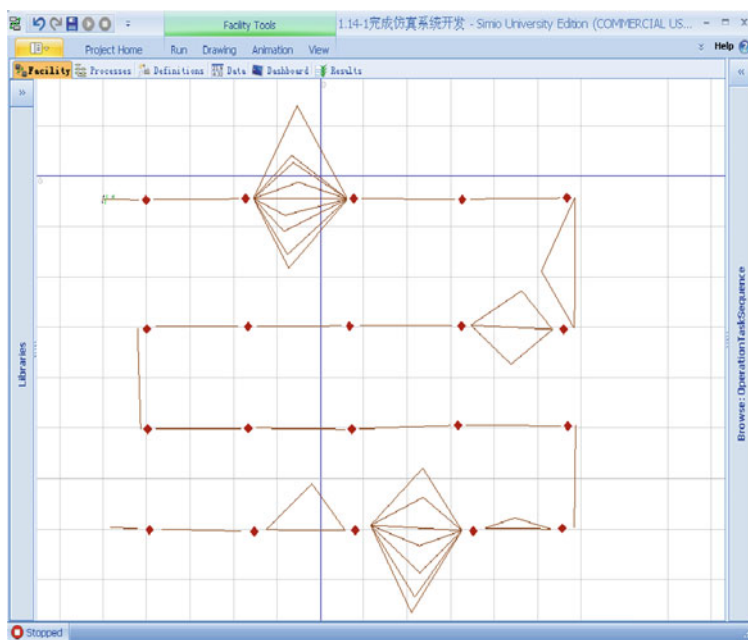 Facility Tools
1.14-1完成仿真系统开发 - Simio University Edition (COMMERCIAL US...
Project Home
Run
Drawing
Animation
View
Help
Facility
Processes
Definitions
Data
Dashboard
Results
Libraries
Browse: OperationTaskSequence
Stopped